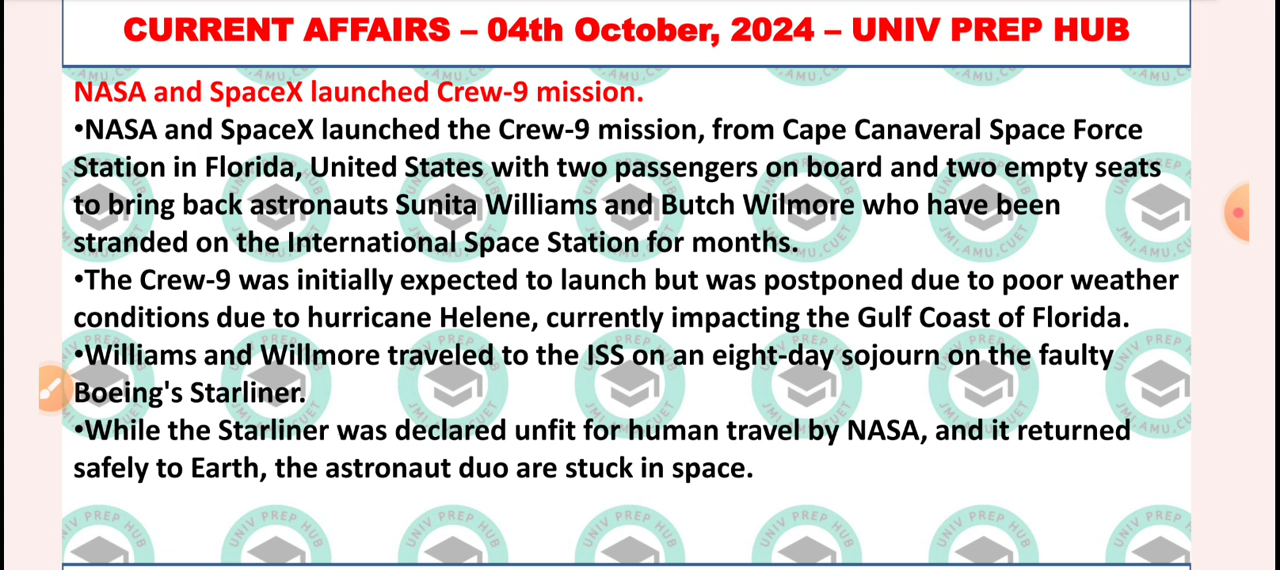 CURRENT AFFAIRS – 04th October, 2024 – UNIV PREP HUB
NASA and SpaceX launched Crew-9 mission.
•NASA and SpaceX launched the Crew-9 mission, from Cape Canaveral Space Force
Station in Florida, United States with two passengers on board and two empty seats
to bring back astronauts Sunita Williams and Butch Wilmore who have been
stranded on the International Space Station for months.
•The Crew-9 was initially expected to launch but was postponed due to poor weather
conditions due to hurricane Helene, currently impacting the Gulf Coast of Florida.
•Williams and Willmore traveled to the ISS on an eight-day sojourn on the faulty
Boeing's Starliner.
•While the Starliner was declared unfit for human travel by NASA, and it returned
safely to Earth, the astronaut duo are stuck in space.